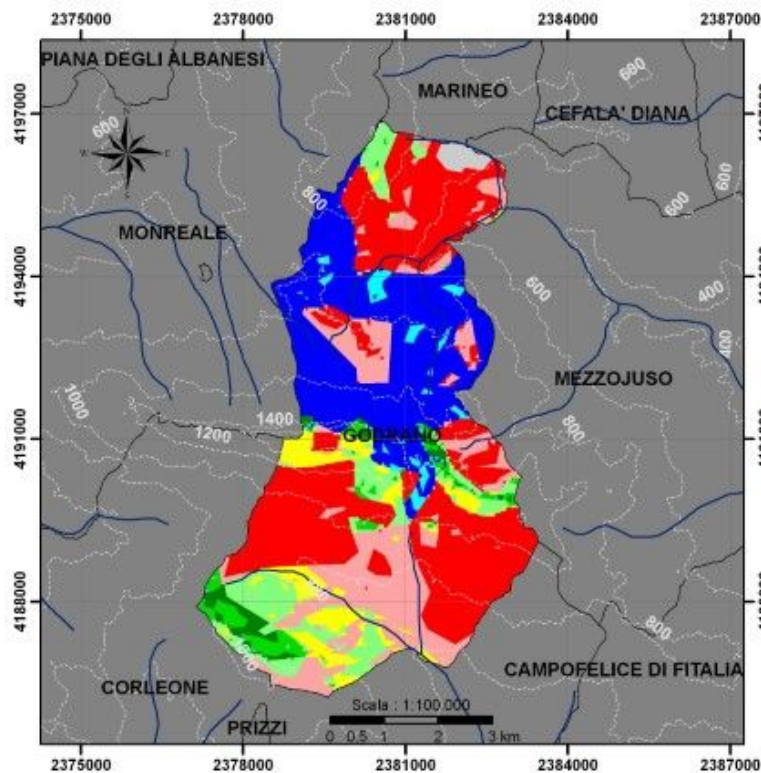 2375000 2378000 2381000 2384000 2387000
PIANA DEGLI ALBANESI
600
MARINEO
600
CEFALA' DIANA
4197000
N
W E
S
600
600
800
MONREALE
4194000
600
400
400
MEZZOJUSO
1000
1400
1200
GODRANO
800
4191000
4188000
800
1000
CORLEONE
CAMPOFELICE DI FITALIA
PRIZZI
Scala : 1:100.000
0 0.5 1 2 3 km
2375000 2378000 2381000 2384000 2387000